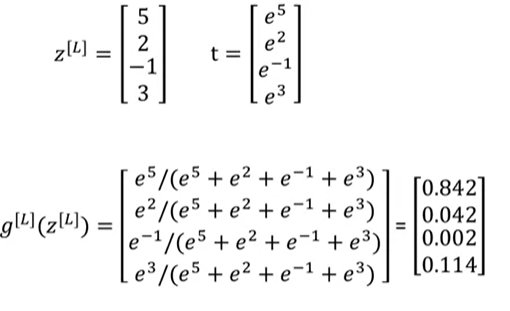 z^[L] = [5 2 −1 3] t = [e^5 e^2 e^−1 e^3]
g^[L](z^[L]) = [e^5/(e^5 + e^2 + e^−1 + e^3)
e^2/(e^5 + e^2 + e^−1 + e^3)
e^−1/(e^5 + e^2 + e^−1 + e^3)
e^3/(e^5 + e^2 + e^−1 + e^3)] = [0.842 0.042 0.002 0.114]